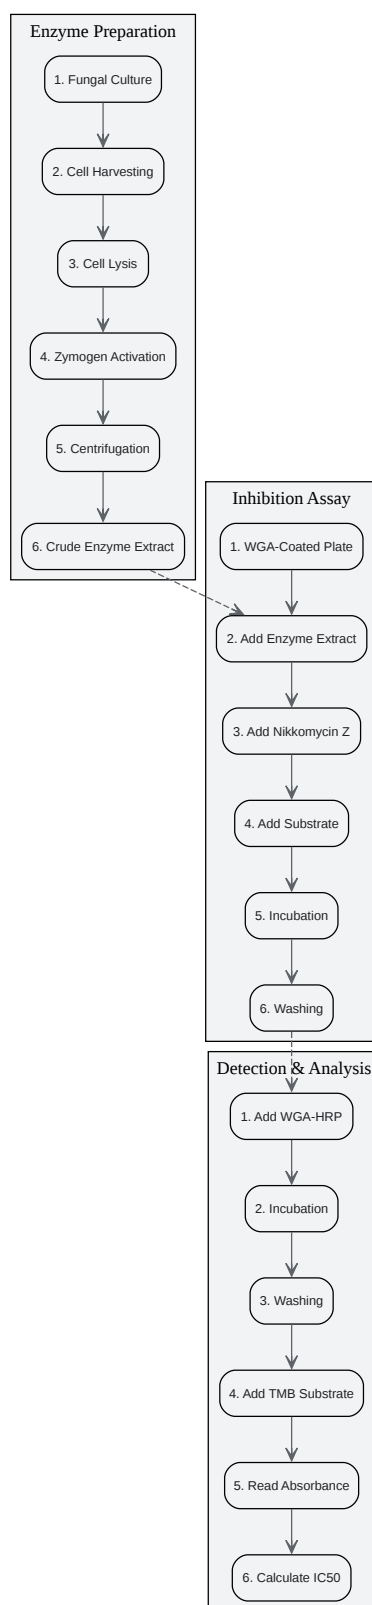 Enzyme Preparation
1. Fungal Culture
2. Cell Harvesting
3. Cell Lysis
4. Zymogen Activation
5. Centrifugation
6. Crude Enzyme Extract
Inhibition Assay
1. WGA-Coated Plate
2. Add Enzyme Extract
3. Add Nikkomycin Z
4. Add Substrate
5. Incubation
6. Washing
Detection & Analysis
1. Add WGA-HRP
2. Incubation
3. Washing
4. Add TMB Substrate
5. Read Absorbance
6. Calculate IC50